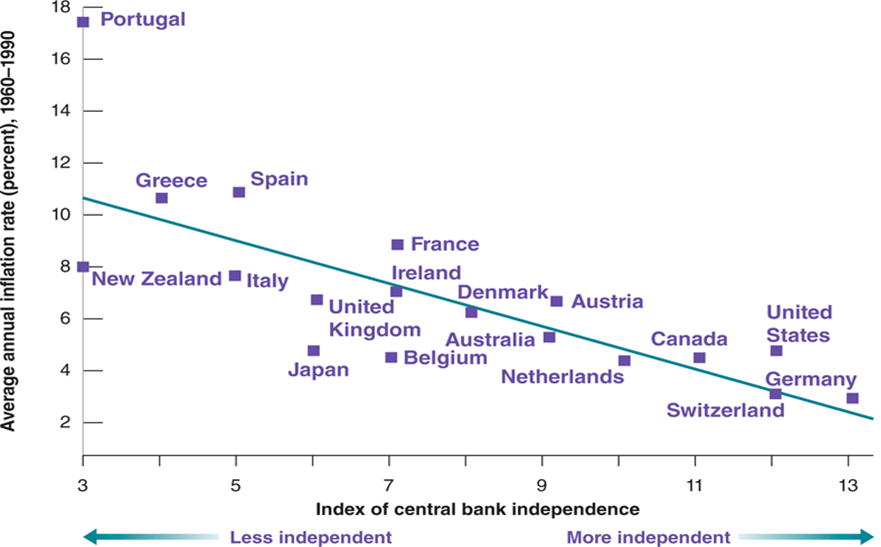 Average annual inflation rate (percent), 1960–1990
18
16
14
12
10
8
6
4
2
Portugal
Greece
Spain
New Zealand
Italy
France
Ireland
United
Kingdom
Japan
Belgium
Denmark
Australia
Austria
Netherlands
Canada
United
States
Germany
Switzerland
3
5
7
9
11
13
Index of central bank independence
Less independent
More independent